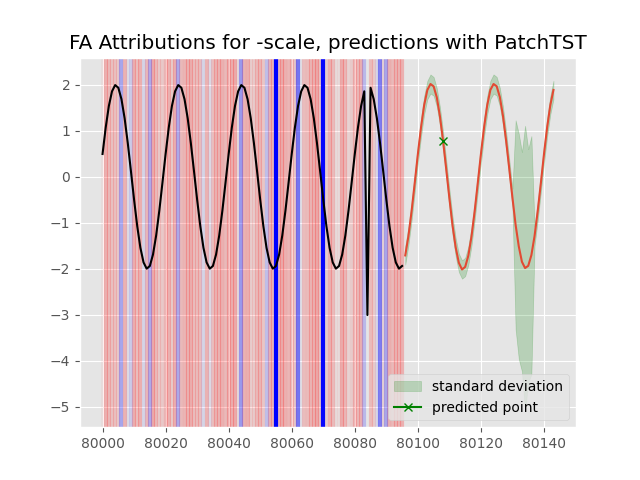 FA Attributions for -scale, predictions with PatchTST
2
1
0
−1
−2
−3
−4
−5
standard deviation
predicted point
80000 80020 80040 80060 80080 80100 80120 80140